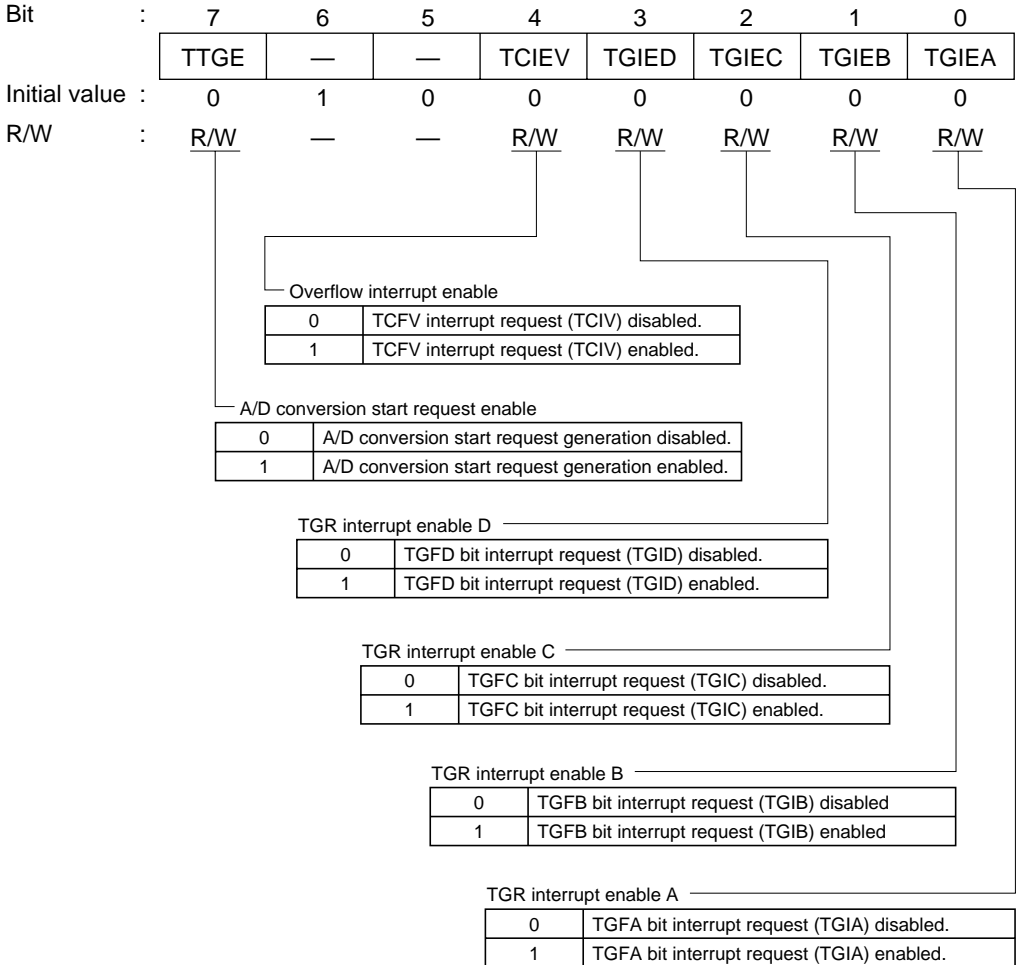 Bit : 7 6 5 4 3 2 1 0
TTGE — — TCIEV TGIED TGIEC TGIEB TGIEA
Initial value : 0 1 0 0 0 0 0 0
R/W : R/W — — R/W R/W R/W R/W R/W
Overflow interrupt enable
0 TCFV interrupt request (TCIV) disabled.
1 TCFV interrupt request (TCIV) enabled.
A/D conversion start request enable
0 A/D conversion start request generation disabled.
1 A/D conversion start request generation enabled.
TGR interrupt enable D
0 TGFD bit interrupt request (TGID) disabled.
1 TGFD bit interrupt request (TGID) enabled.
TGR interrupt enable C
0 TGFC bit interrupt request (TGIC) disabled.
1 TGFC bit interrupt request (TGIC) enabled.
TGR interrupt enable B
0 TGFB bit interrupt request (TGIB) disabled
1 TGFB bit interrupt request (TGIB) enabled
TGR interrupt enable A
0 TGFA bit interrupt request (TGIA) disabled.
1 TGFA bit interrupt request (TGIA) enabled.